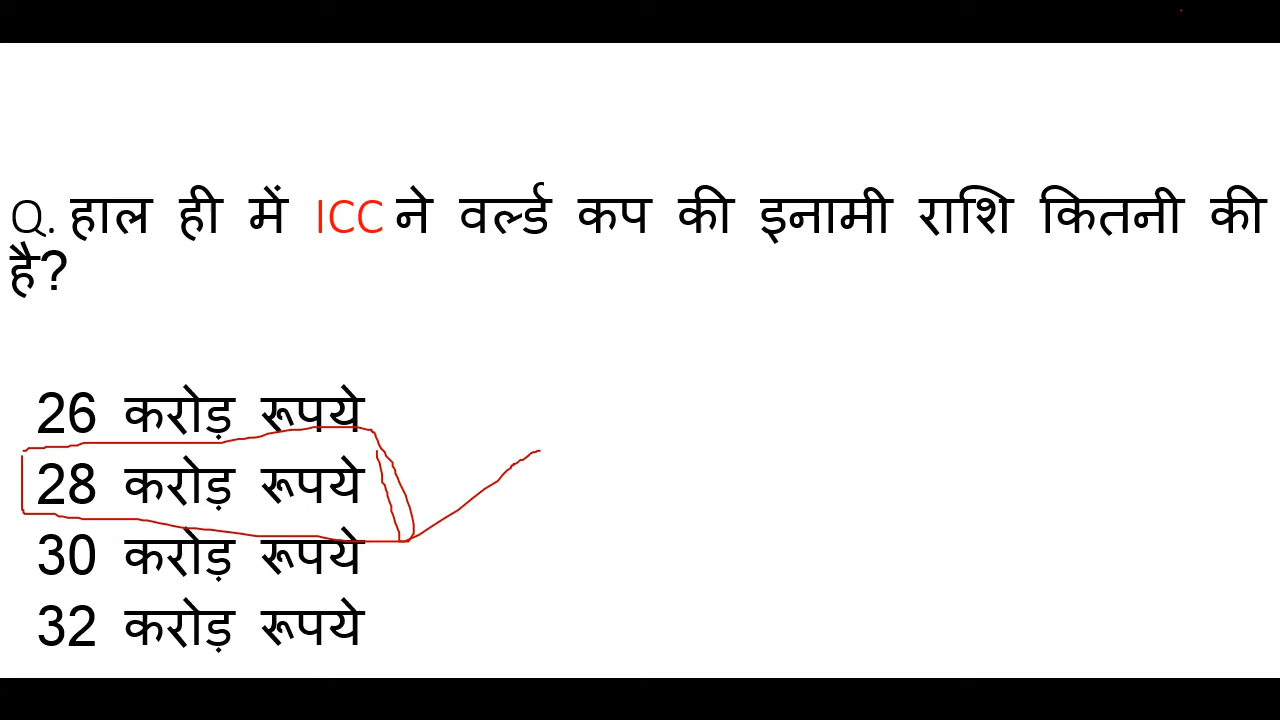 Q. हाल ही में ICC ने वर्ल्ड कप की इनामी राशि कितनी की
है?
26 करोड़ रूपये
28 करोड़ रूपये
30 करोड़ रूपये
32 करोड़ रूपये